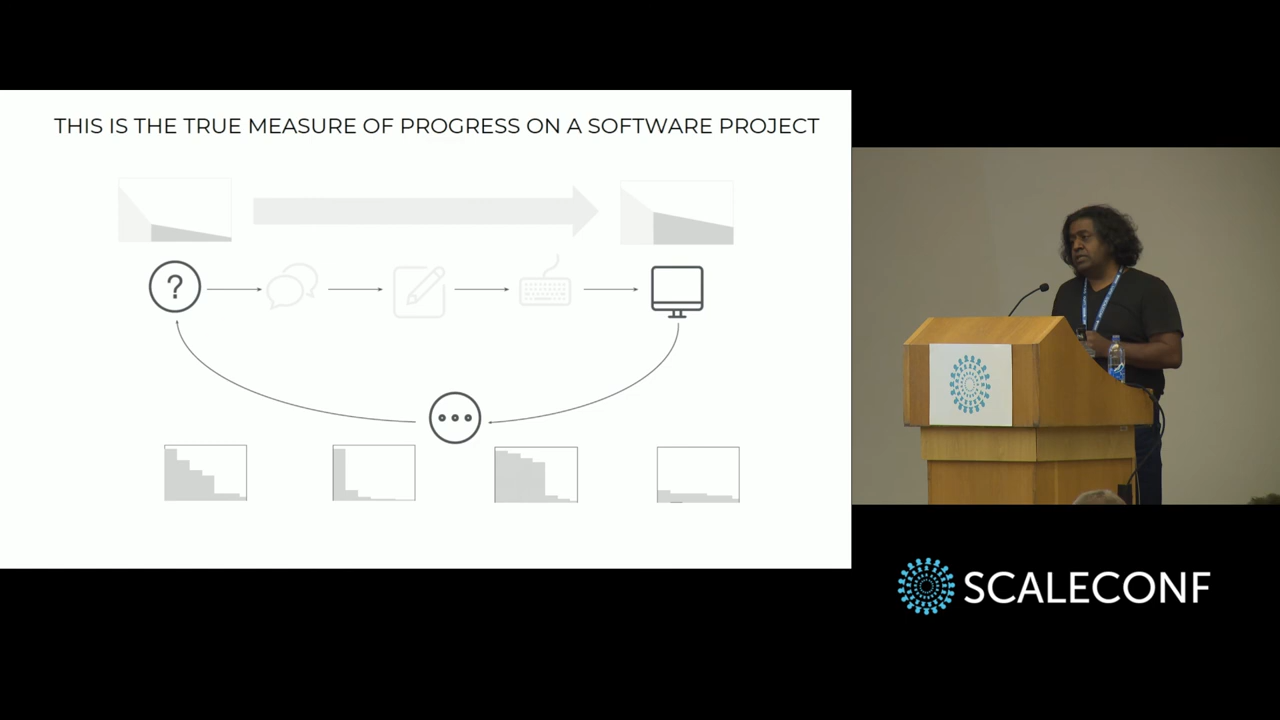 THIS IS THE TRUE MEASURE OF PROGRESS ON A SOFTWARE PROJECT
?
SCALECONF